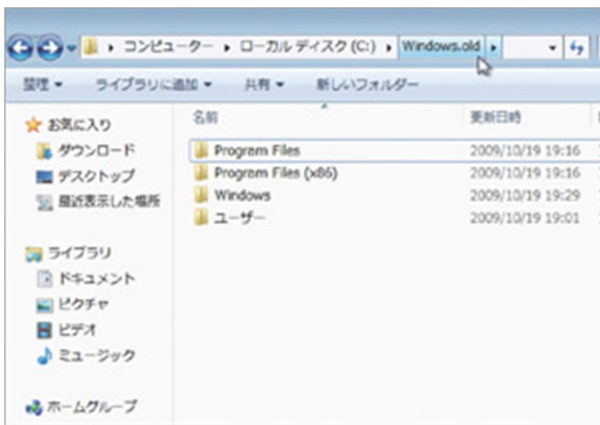 コンピューター ▸ ローカル ディスク (C:) ▸ Windows.old ▸
整理 ライブラリに追加 共有 新しいフォルダー
お気に入り
ダウンロード
デスクトップ
最近表示した場所
ライブラリ
ドキュメント
ピクチャ
ビデオ
ミュージック
ホームグループ
名前 更新日時
Program Files 2009/10/19 19:16
Program Files (x86) 2009/10/19 19:16
Windows 2009/10/19 19:29
ユーザー 2009/10/19 19:01